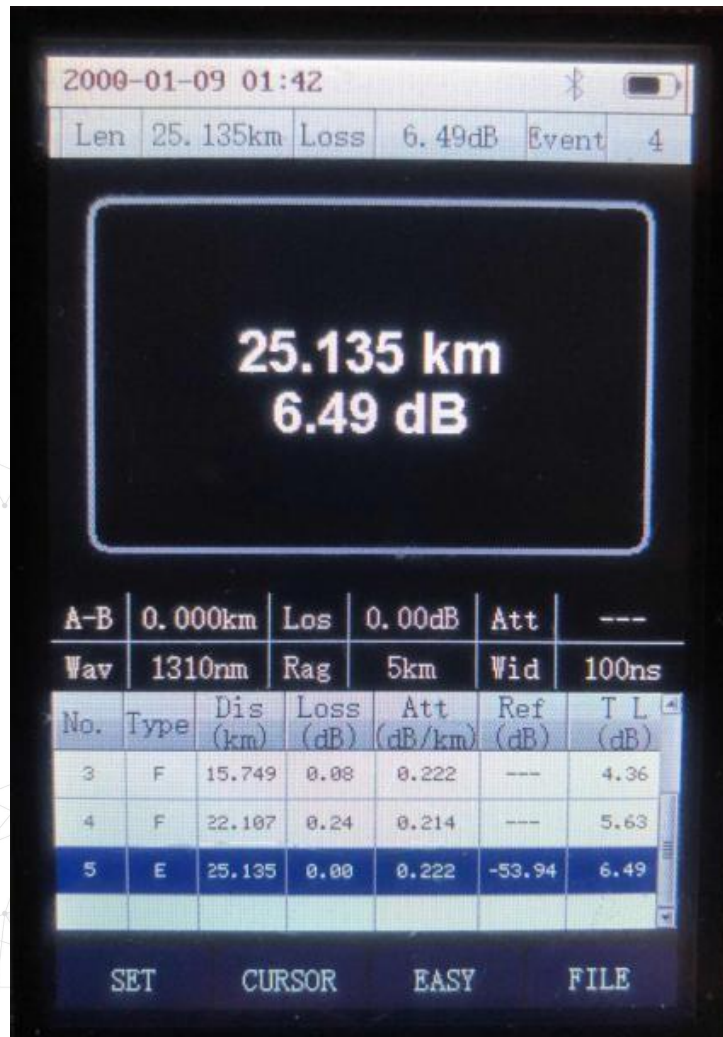 2000-01-09 01:42
Len 25.135km Loss 6.49dB Event 4
25.135 km
6.49 dB
A-B 0.000km Los 0.00dB Att ---
Wav 1310nm Rag 5km Wid 100ns
No. Type Dis (km) Loss (dB) Att (dB/km) Ref (dB) T L (dB)
3 F 15.749 0.08 0.222 --- 4.36
4 F 22.107 0.24 0.214 --- 5.63
5 E 25.135 0.00 0.222 -53.94 6.49
SET CURSOR EASY FILE